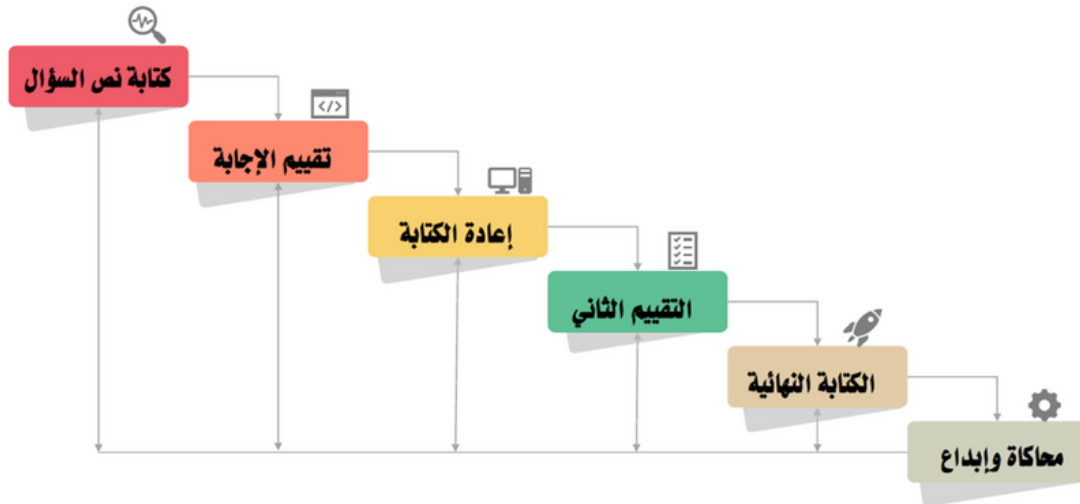 كتابة نص السؤال
تقييم الإجابة
إعادة الكتابة
التقييم الثاني
الكتابة النهائية
محاكاة وإبداع